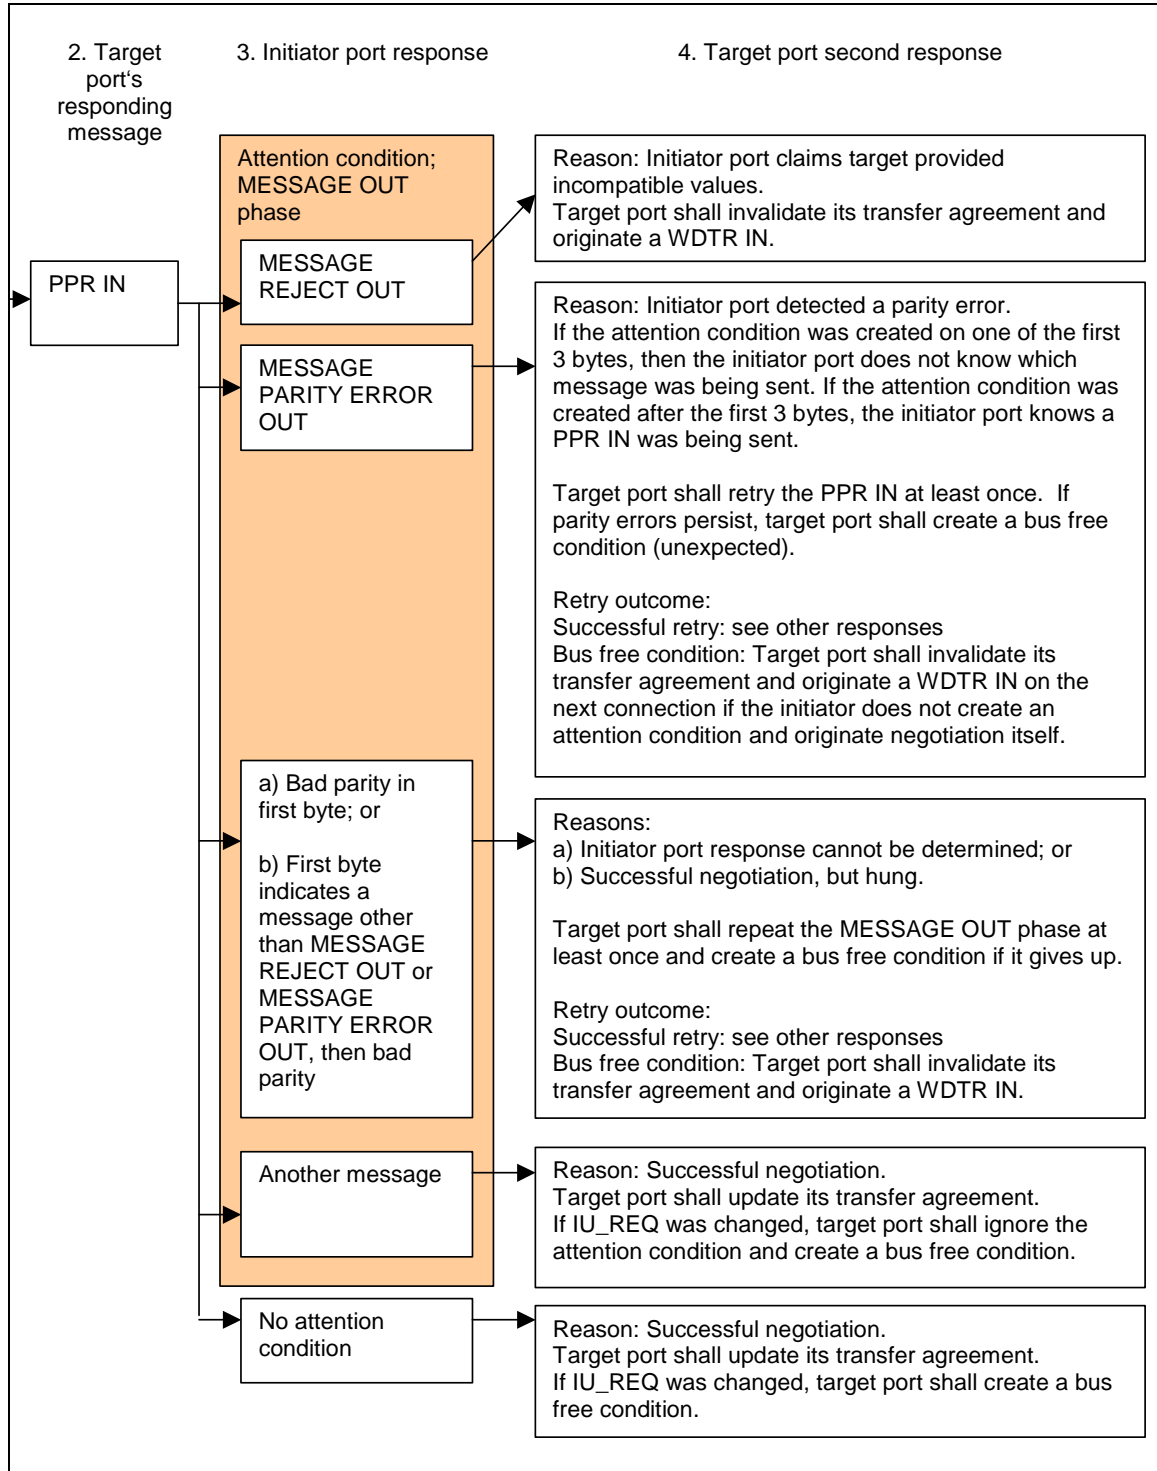 2. Target
port‘s
responding
message
3. Initiator port response
4. Target port second response
PPR IN
Attention condition;
MESSAGE OUT
phase
MESSAGE
REJECT OUT
Reason: Initiator port claims target provided
incompatible values.
Target port shall invalidate its transfer agreement and
originate a WDTR IN.
MESSAGE
PARITY ERROR
OUT
Reason: Initiator port detected a parity error.
If the attention condition was created on one of the first
3 bytes, then the initiator port does not know which
message was being sent. If the attention condition was
created after the first 3 bytes, the initiator port knows a
PPR IN was being sent.
Target port shall retry the PPR IN at least once.  If
parity errors persist, target port shall create a bus free
condition (unexpected).
Retry outcome:
Successful retry: see other responses
Bus free condition: Target port shall invalidate its
transfer agreement and originate a WDTR IN on the
next connection if the initiator does not create an
attention condition and originate negotiation itself.
a) Bad parity in
first byte; or
b) First byte
indicates a
message other
than MESSAGE
REJECT OUT or
MESSAGE
PARITY ERROR
OUT, then bad
parity
Reasons:
a) Initiator port response cannot be determined; or
b) Successful negotiation, but hung.
Target port shall repeat the MESSAGE OUT phase at
least once and create a bus free condition if it gives up.
Retry outcome:
Successful retry: see other responses
Bus free condition: Target port shall invalidate its
transfer agreement and originate a WDTR IN.
Another message
Reason: Successful negotiation.
Target port shall update its transfer agreement.
If IU_REQ was changed, target port shall ignore the
attention condition and create a bus free condition.
No attention
condition
Reason: Successful negotiation.
Target port shall update its transfer agreement.
If IU_REQ was changed, target port shall create a bus
free condition.